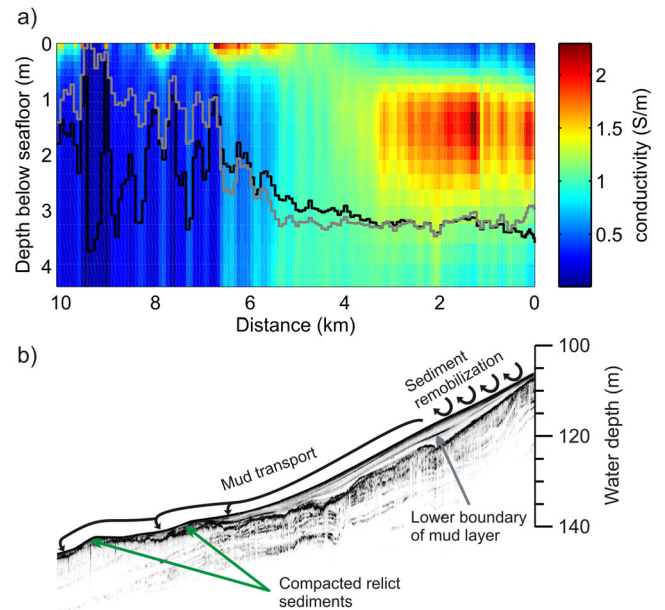 a)
Depth below seafloor (m)
0
1
2
3
4
10
8
6
4
2
0
Distance (km)
2
1.5
1
0.5
conductivity (S/m)
b)
Mud transport
Sediment
remobilization
100
120
140
Water depth (m)
Lower boundary
of mud layer
Compacted relict
sediments